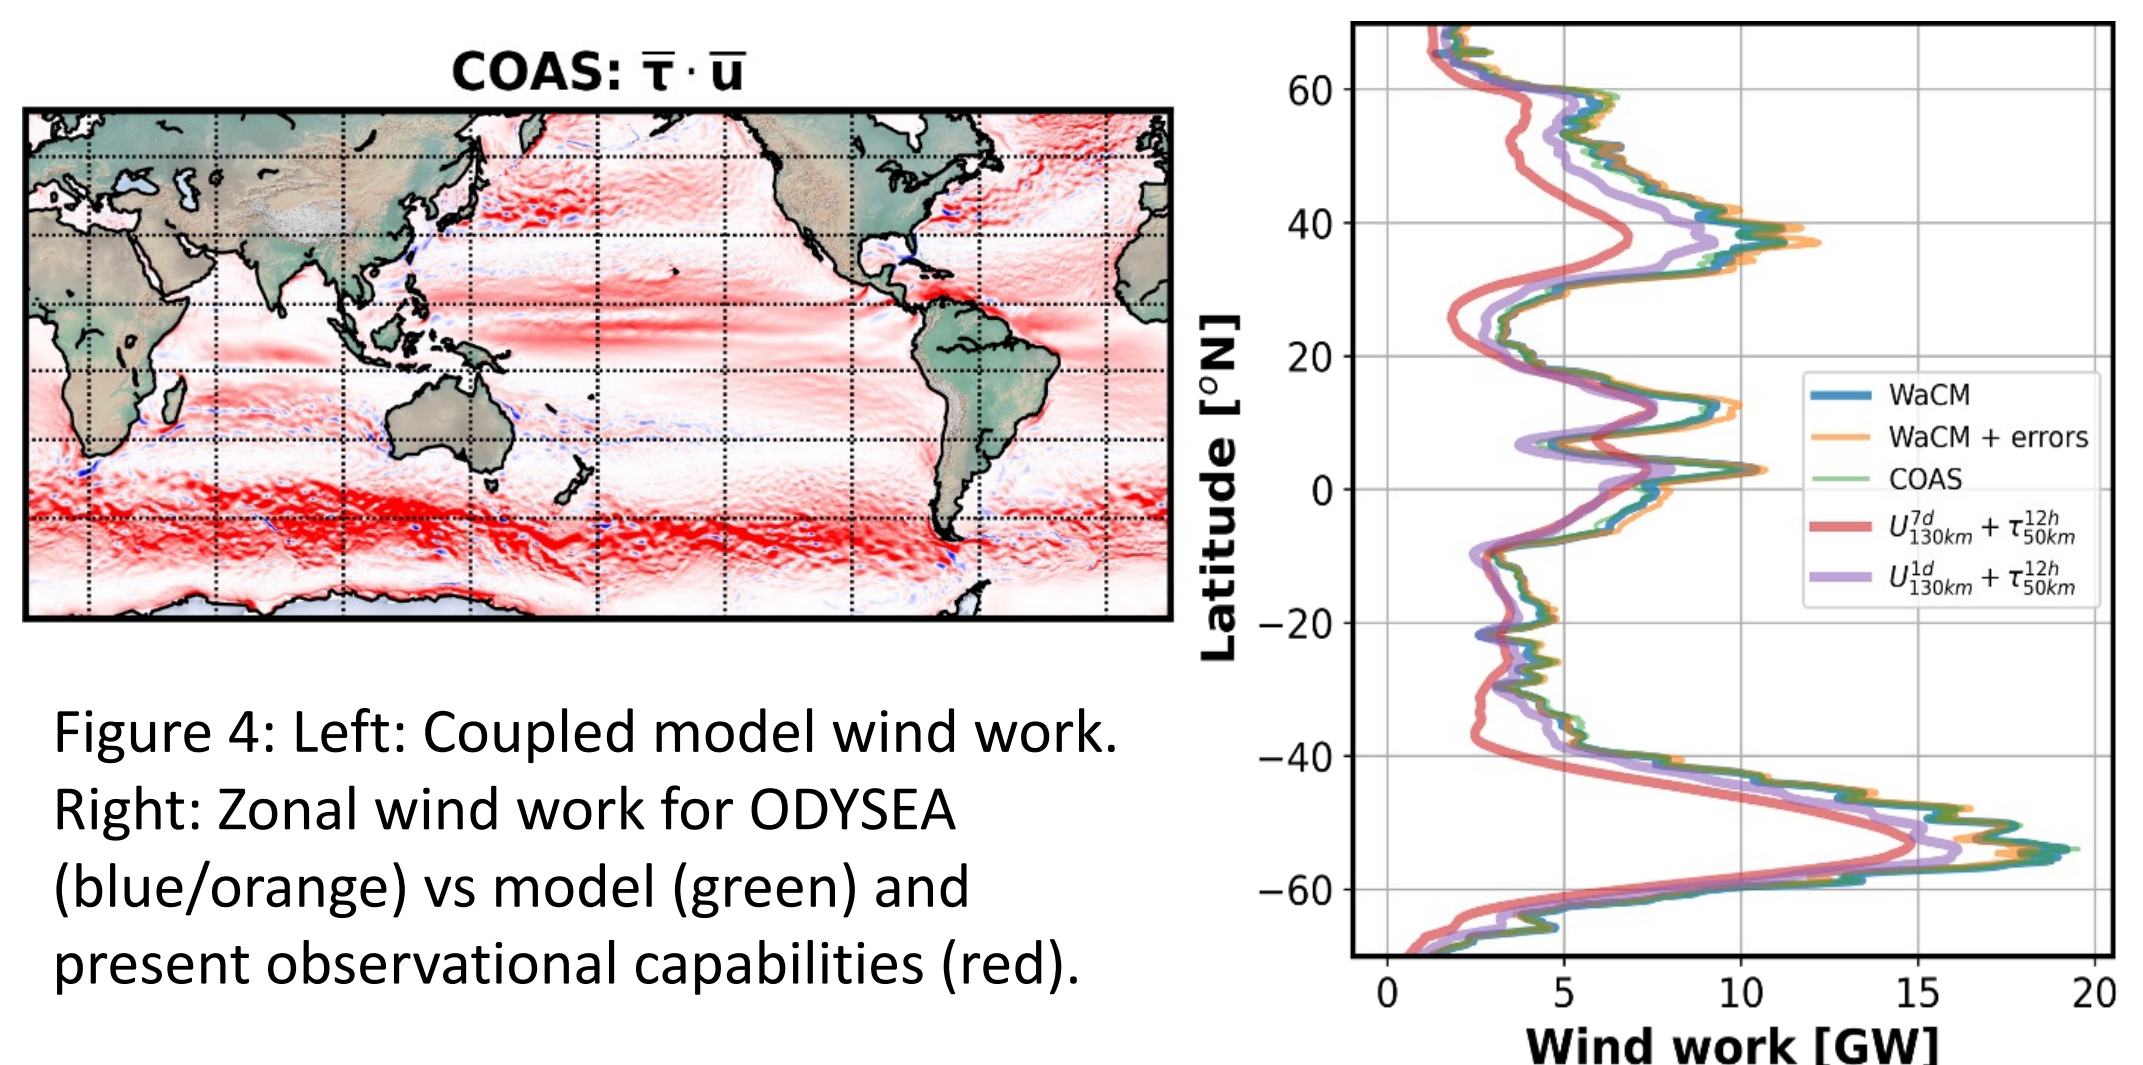 COAS: τ̅ · u̅
Figure 4: Left: Coupled model wind work.
Right: Zonal wind work for ODYSEA
(blue/orange) vs model (green) and
present observational capabilities (red).
Latitude [°N]
60
40
20
0
−20
−40
−60
WaCM
WaCM + errors
COAS
U^{7d}_{130km} + τ^{12h}_{50km}
U^{1d}_{130km} + τ^{12h}_{50km}
0 5 10 15 20
Wind work [GW]